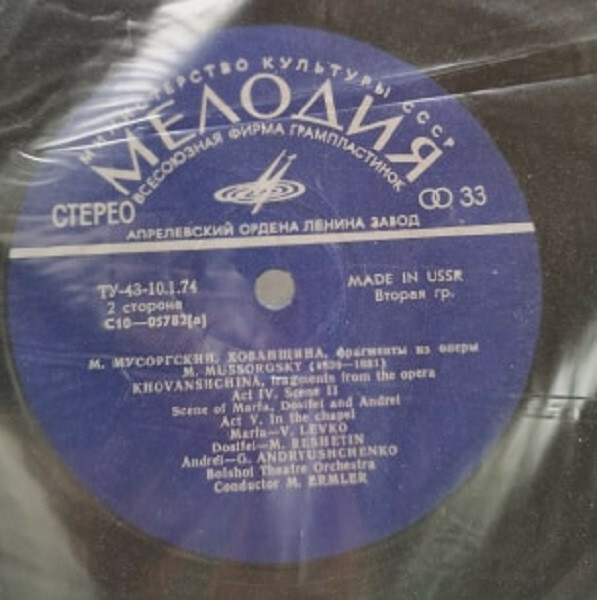 МИНИСТЕРСТВО КУЛЬТУРЫ СССР
МЕЛОДИЯ
ВСЕСОЮЗНАЯ ФИРМА ГРАМПЛАСТИНОК
СТЕРЕО
33
АПРЕЛЕВСКИЙ ОРДЕНА ЛЕНИНА ЗАВОД
ТУ-43-10.1.74
2 сторона
С10—05782(а)
MADE IN USSR
Вторая гр.
М. МУСОРГСКИЙ. ХОВАНЩИНА, фрагменты из оперы
M. MUSSORGSKY (1839—1881)
KHOVANSHCHINA, fragments from the opera
Act IV. Scene II
Scene of Marfa, Dosifei and Andrei
Act V. In the chapel
Marfa—V. LEVKO
Dosifei—M. RESHETIN
Andrei—G. ANDRYUSHCHENKO
Bolshoi Theatre Orchestra
Conductor M. ERMLER